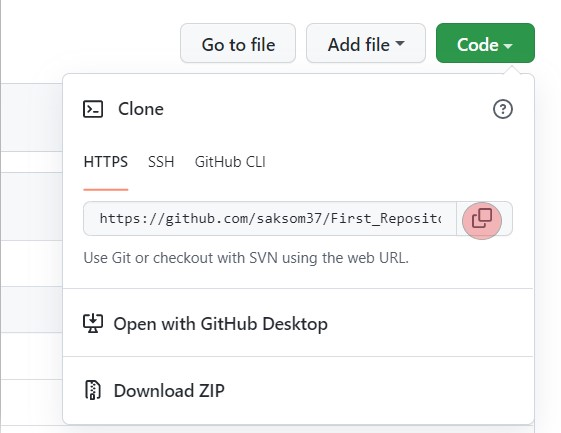 Go to file Add file Code
Clone
HTTPS SSH GitHub CLI
https://github.com/saksom37/First_Reposit
Use Git or checkout with SVN using the web URL.
Open with GitHub Desktop
Download ZIP